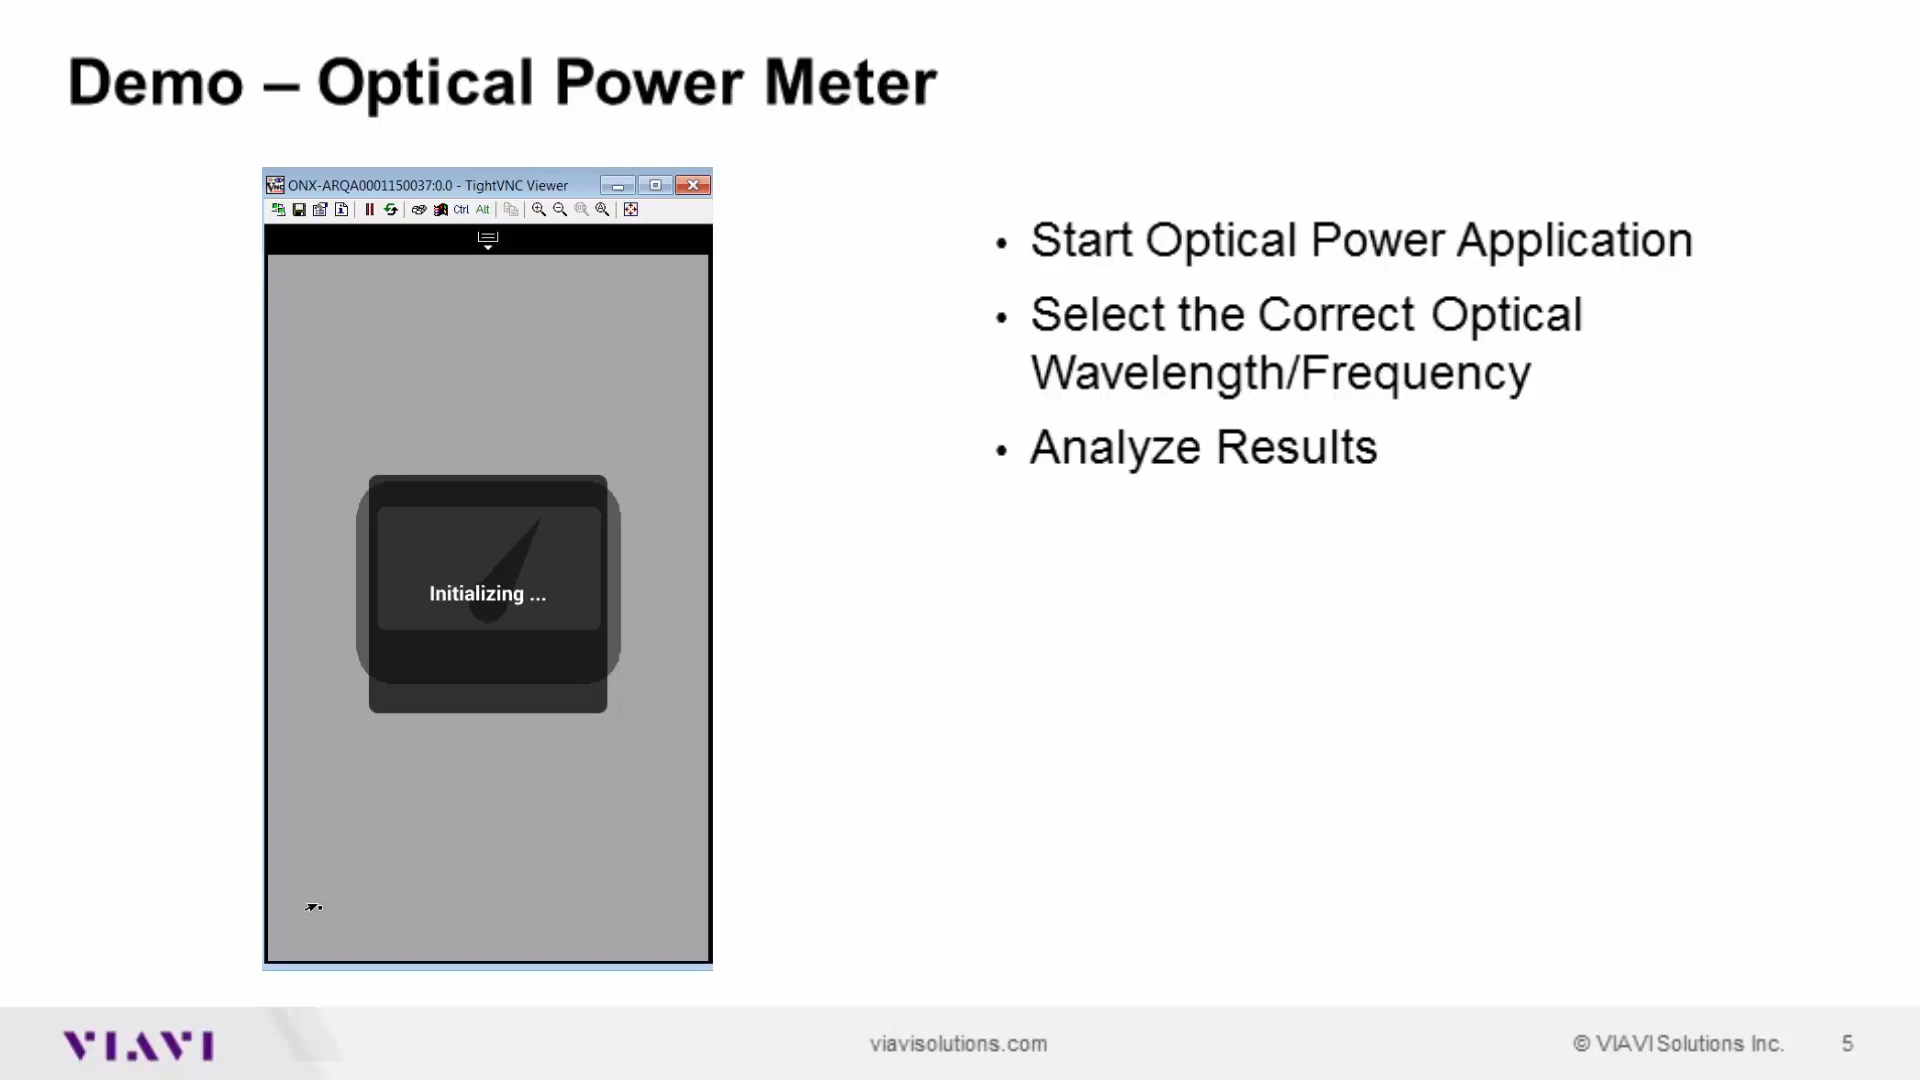 Demo – Optical Power Meter
ONX-ARQA0001150037:0.0 - TightVNC Viewer
Ctrl Alt
Initializing ...
• Start Optical Power Application
• Select the Correct Optical
Wavelength/Frequency
• Analyze Results
VIAVI
viavisolutions.com
© VIAVI Solutions Inc.
5